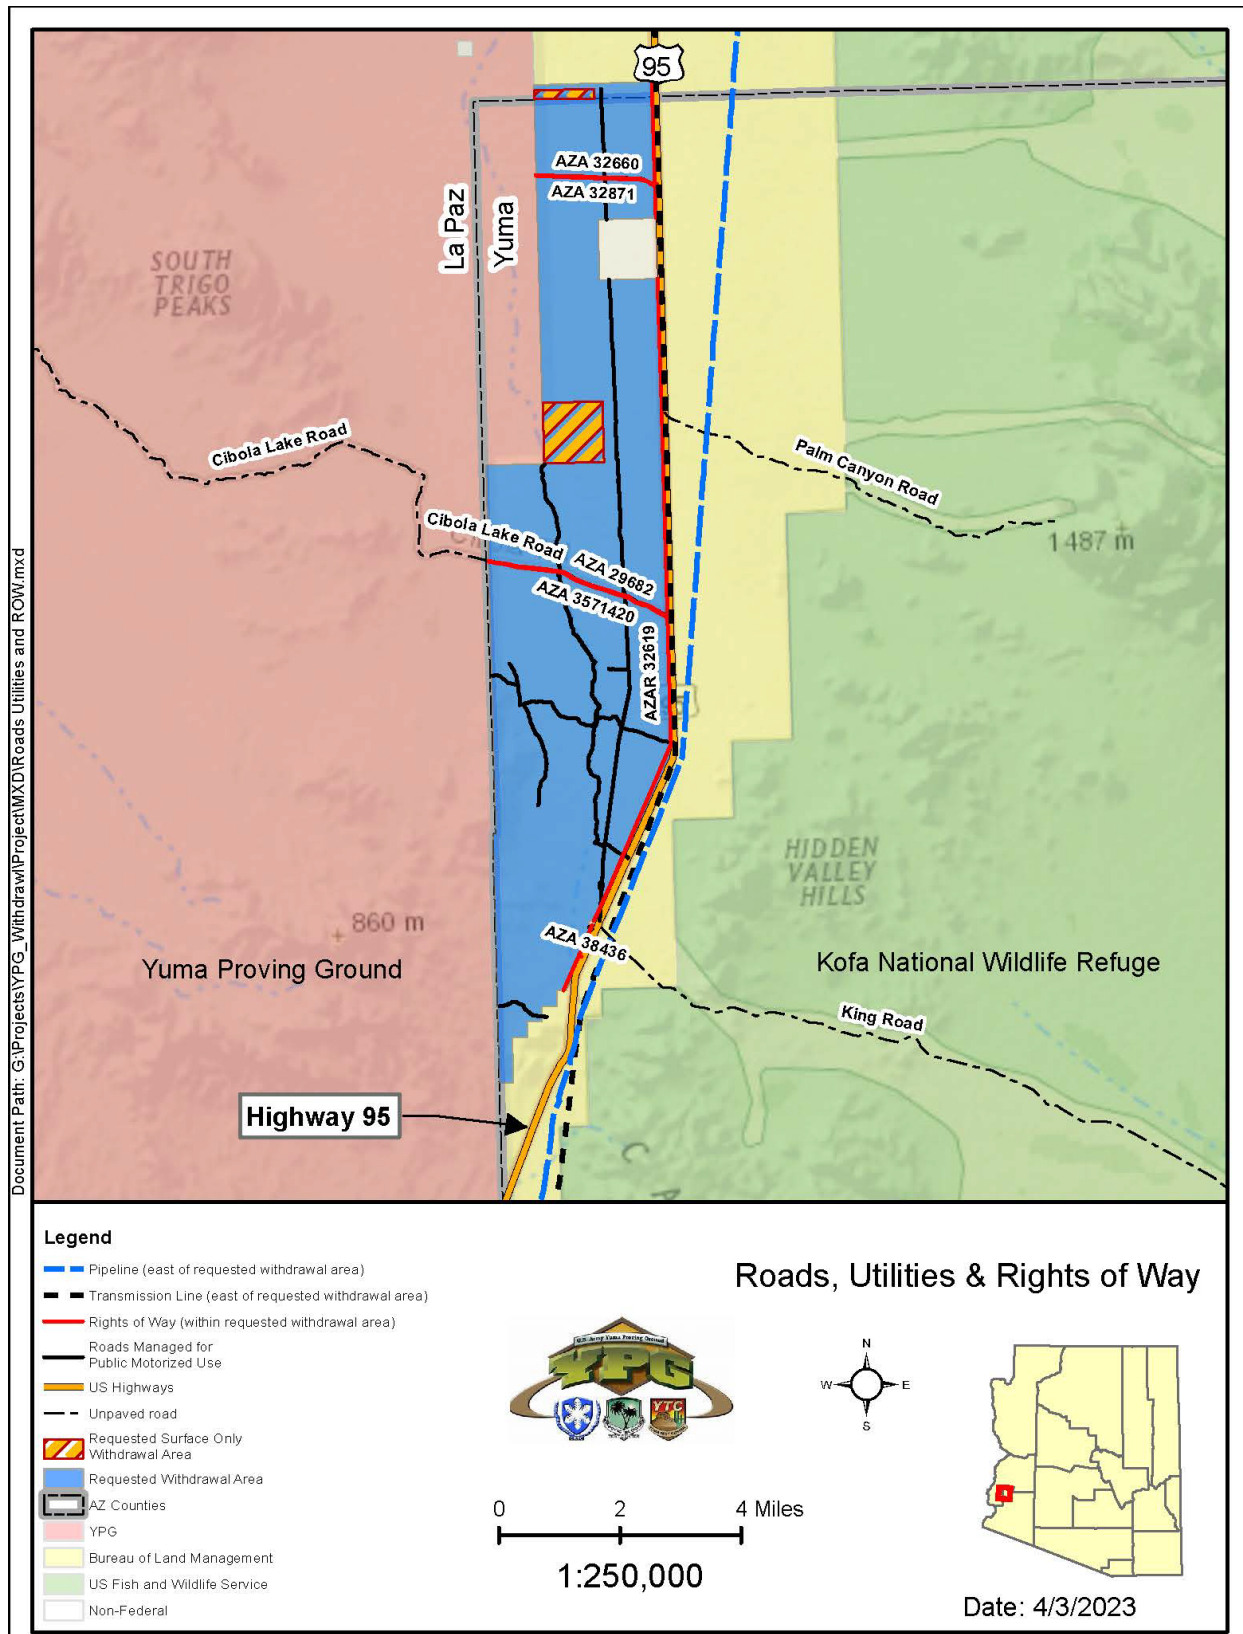 95
AZA 32660
AZA 32871
La Paz
Yuma
SOUTH
TRIGO
PEAKS
Cibola Lake Road
Palm Canyon Road
Cibola Lake Road
AZA 29682
AZA 3571420
1487 m
AZAR 32619
95
HIDDEN
VALLEY
HILLS
860 m
AZA 38436
Yuma Proving Ground
Kofa National Wildlife Refuge
King Road
Highway 95
C
A
Document Path: G:\Projects\YPG_Withdrawl\Project\MXD\Roads Utilities and ROW.mxd
Legend
Pipeline (east of requested withdrawal area)
Transmission Line (east of requested withdrawal area)
Rights of Way (within requested withdrawal area)
Roads Managed for
Public Motorized Use
US Highways
Unpaved road
Requested Surface Only
Withdrawal Area
Requested Withdrawal Area
AZ Counties
YPG
Bureau of Land Management
US Fish and Wildlife Service
Non-Federal
Roads, Utilities & Rights of Way
U.S. Army Yuma Proving Ground
YPG
YTC
N
W E
S
0 2 4 Miles
1:250,000
Date: 4/3/2023